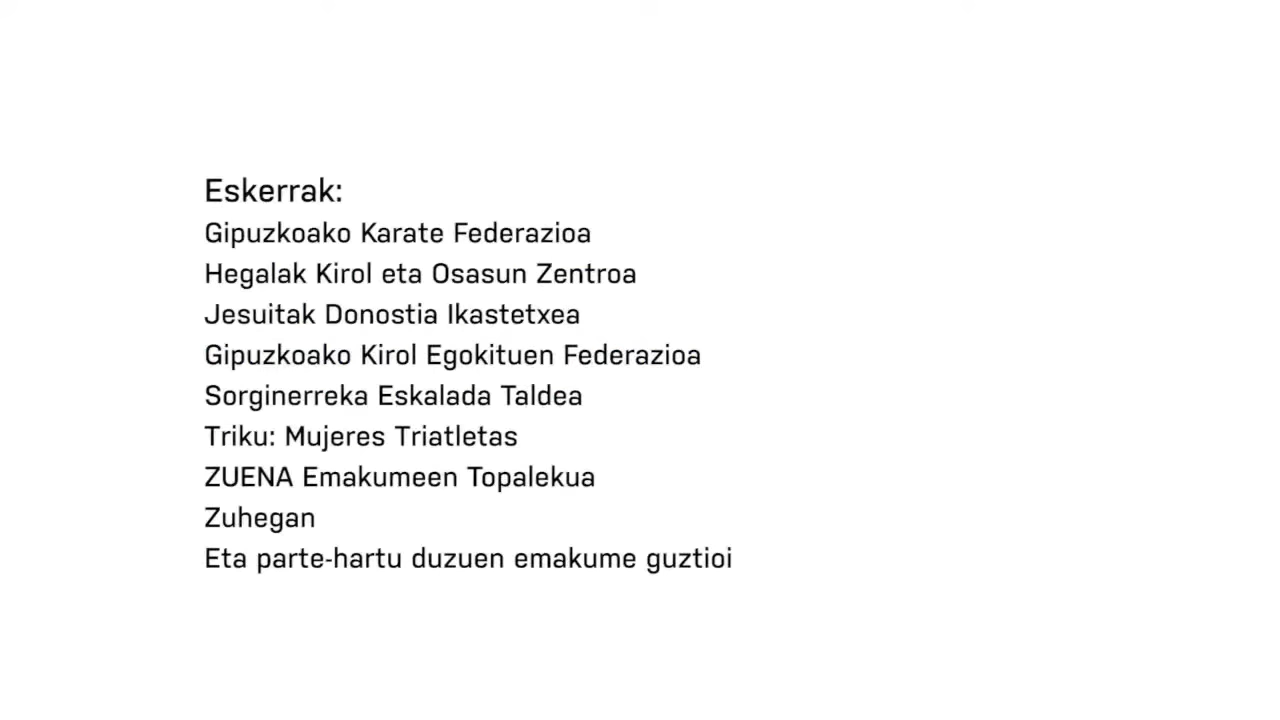 Eskerrak:
Gipuzkoako Karate Federazioa
Hegalak Kirol eta Osasun Zentroa
Jesuitak Donostia Ikastetxea
Gipuzkoako Kirol Egokituen Federazioa
Sorginerreka Eskalada Taldea
Triku: Mujeres Triatletas
ZUENA Emakumeen Topalekua
Zuhegan
Eta parte-hartu duzuen emakume guztioi